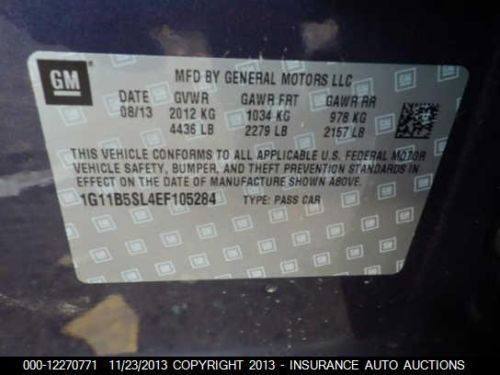 GM
MFD BY GENERAL MOTORS LLC
DATE GVWR GAWR FRT GAWR RR
08/13 2012 KG 1034 KG 978 KG
4436 LB 2279 LB 2157 LB
THIS VEHICLE CONFORMS TO ALL APPLICABLE U.S. FEDERAL MOTOR
VEHICLE SAFETY, BUMPER, AND THEFT PREVENTION STANDARDS IN
EFFECT ON THE DATE OF MANUFACTURE SHOWN ABOVE.
1G11B5SL4EF105284 TYPE: PASS CAR
000-12270771 11/23/2013 COPYRIGHT 2013 - INSURANCE AUTO AUCTIONS